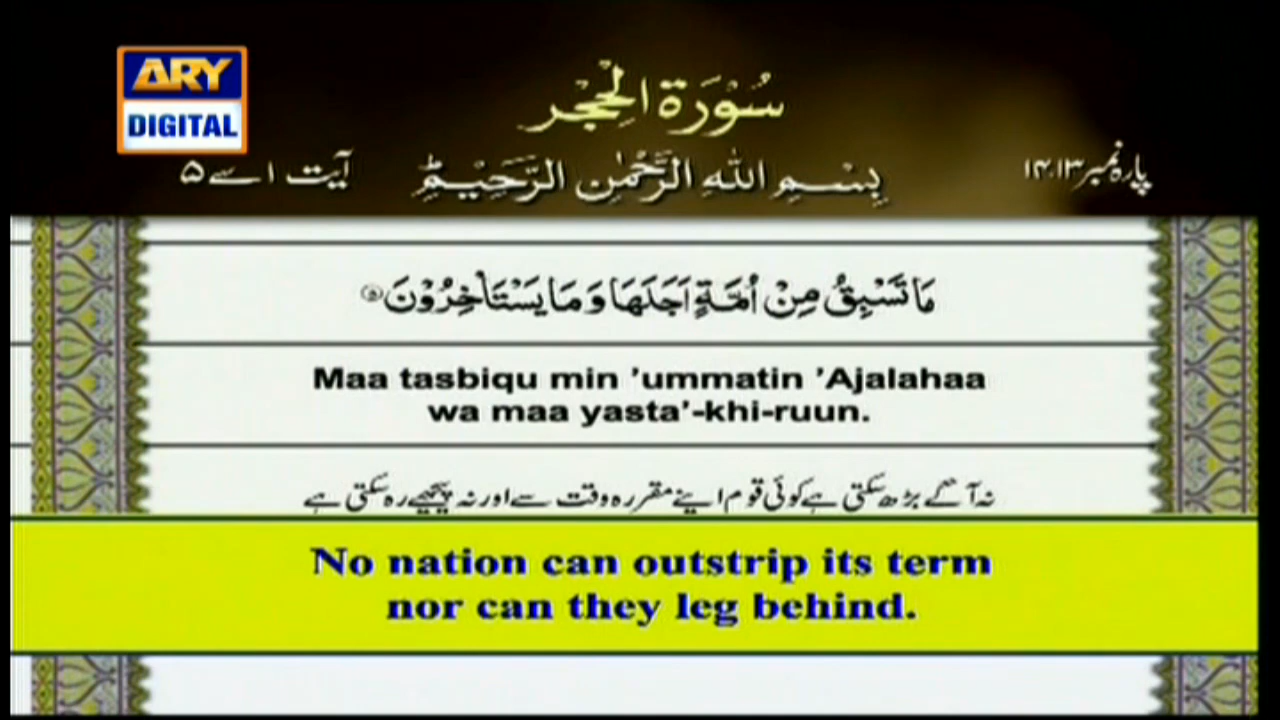 ARY
DIGITAL
سُوْرَةُ الْحِجْر
پارہ نمبر ۱۳،۱۴
بِسْمِ اللّٰهِ الرَّحْمٰنِ الرَّحِيْمِ
آیت ۱ سے ۵
مَا تَسْبِقُ مِنْ اُمَّةٍ اَجَلَهَا وَ مَا يَسْتَاْخِرُوْنَ ۵
Maa tasbiqu min 'ummatin 'Ajalahaa
wa maa yasta'-khi-ruun.
نہ آگے بڑھ سکتی ہے کوئی قوم اپنے مقررہ وقت سے اور نہ پیچھے رہ سکتی ہے
No nation can outstrip its term
nor can they leg behind.